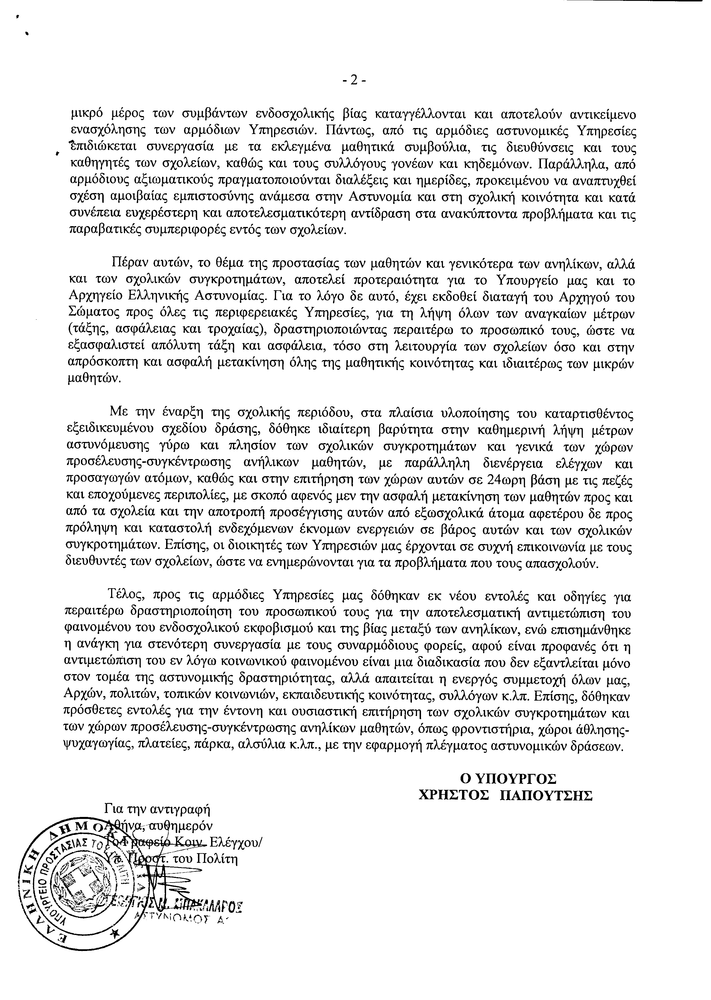 - 2 -
μικρό μέρος των συμβάντων ενδοσχολικής βίας καταγγέλλονται και αποτελούν αντικείμενο
ενασχόλησης των αρμόδιων Υπηρεσιών. Πάντως, από τις αρμόδιες αστυνομικές Υπηρεσίες
επιδιώκεται συνεργασία με τα εκλεγμένα μαθητικά συμβούλια, τις διευθύνσεις και τους
καθηγητές των σχολείων, καθώς και τους συλλόγους γονέων και κηδεμόνων. Παράλληλα, από
αρμόδιους αξιωματικούς πραγματοποιούνται διαλέξεις και ημερίδες, προκειμένου να αναπτυχθεί
σχέση αμοιβαίας εμπιστοσύνης ανάμεσα στην Αστυνομία και στη σχολική κοινότητα και κατά
συνέπεια ευχερέστερη και αποτελεσματικότερη αντίδραση στα ανακύπτοντα προβλήματα και τις
παραβατικές συμπεριφορές εντός των σχολείων.
Πέραν αυτών, το θέμα της προστασίας των μαθητών και γενικότερα των ανηλίκων, αλλά
και των σχολικών συγκροτημάτων, αποτελεί προτεραιότητα για το Υπουργείο μας και το
Αρχηγείο Ελληνικής Αστυνομίας. Για το λόγο δε αυτό, έχει εκδοθεί διαταγή του Αρχηγού του
Σώματος προς όλες τις περιφερειακές Υπηρεσίες, για τη λήψη όλων των αναγκαίων μέτρων
(τάξης, ασφάλειας και τροχαίας), δραστηριοποιώντας περαιτέρω το προσωπικό τους, ώστε να
εξασφαλιστεί απόλυτη τάξη και ασφάλεια, τόσο στη λειτουργία των σχολείων όσο και στην
απρόσκοπτη και ασφαλή μετακίνηση όλης της μαθητικής κοινότητας και ιδιαιτέρως των μικρών
μαθητών.
Με την έναρξη της σχολικής περιόδου, στα πλαίσια υλοποίησης του καταρτισθέντος
εξειδικευμένου σχεδίου δράσης, δόθηκε ιδιαίτερη βαρύτητα στην καθημερινή λήψη μέτρων
αστυνόμευσης γύρω και πλησίον των σχολικών συγκροτημάτων και γενικά των χώρων
προσέλευσης-συγκέντρωσης ανήλικων μαθητών, με παράλληλη διενέργεια ελέγχων και
προσαγωγών ατόμων, καθώς και στην επιτήρηση των χώρων αυτών σε 24ωρη βάση με τις πεζές
και εποχούμενες περιπολίες, με σκοπό αφενός μεν την ασφαλή μετακίνηση των μαθητών προς και
από τα σχολεία και την αποτροπή προσέγγισης αυτών από εξωσχολικά άτομα αφετέρου δε προς
πρόληψη και καταστολή ενδεχόμενων έκνομων ενεργειών σε βάρος αυτών και των σχολικών
συγκροτημάτων. Επίσης, οι διοικητές των Υπηρεσιών μας έρχονται σε συχνή επικοινωνία με τους
διευθυντές των σχολείων, ώστε να ενημερώνονται για τα προβλήματα που τους απασχολούν.
Τέλος, προς τις αρμόδιες Υπηρεσίες μας δόθηκαν εκ νέου εντολές και οδηγίες για
περαιτέρω δραστηριοποίηση του προσωπικού τους για την αποτελεσματική αντιμετώπιση του
φαινομένου του ενδοσχολικού εκφοβισμού και της βίας μεταξύ των ανηλίκων, ενώ επισημάνθηκε
η ανάγκη για στενότερη συνεργασία με τους συναρμόδιους φορείς, αφού είναι προφανές ότι η
αντιμετώπιση του εν λόγω κοινωνικού φαινομένου είναι μια διαδικασία που δεν εξαντλείται μόνο
στον τομέα της αστυνομικής δραστηριότητας, αλλά απαιτείται η ενεργός συμμετοχή όλων μας,
Αρχών, πολιτών, τοπικών κοινωνιών, εκπαιδευτικής κοινότητας, συλλόγων κ.λπ. Επίσης, δόθηκαν
πρόσθετες εντολές για την έντονη και ουσιαστική επιτήρηση των σχολικών συγκροτημάτων και
των χώρων προσέλευσης-συγκέντρωσης ανηλίκων μαθητών, όπως φροντιστήρια, χώροι άθλησης-
ψυχαγωγίας, πλατείες, πάρκα, αλσύλια κ.λπ., με την εφαρμογή πλέγματος αστυνομικών δράσεων.
Ο ΥΠΟΥΡΓΟΣ
ΧΡΗΣΤΟΣ ΠΑΠΟΥΤΣΗΣ
Για την αντιγραφή
Αθήνα, αυθημερόν
Το Γραφείο Κοιν. Ελέγχου/
Υπ. Προστ. του Πολίτη
ΕΛΛΗΝΙΚΗ ΔΗΜΟΚΡΑΤΙΑ
ΥΠΟΥΡΓΕΙΟ ΠΡΟΣΤΑΣΙΑΣ ΤΟΥ ΠΟΛΙΤΗ
ΑΣΤΥΝΟΜΟΣ Α΄